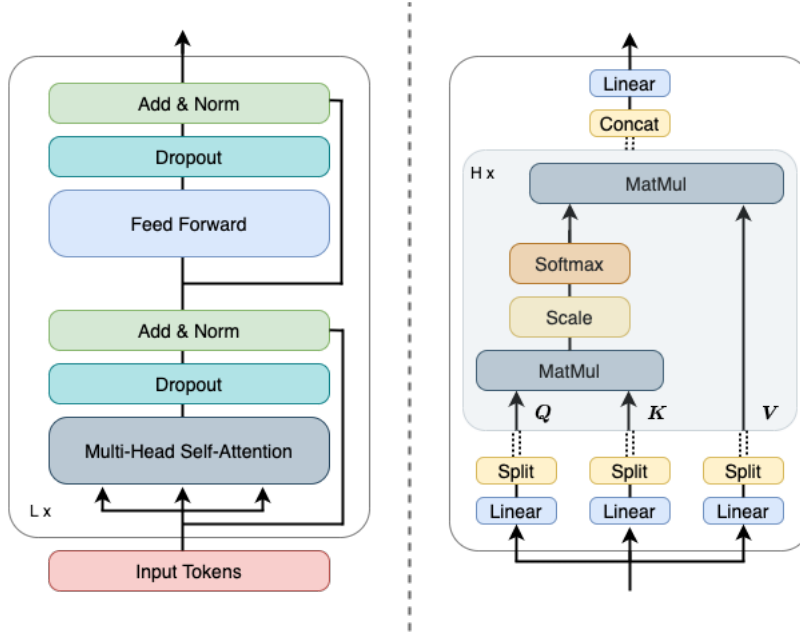 Add & Norm
Dropout
Feed Forward
Add & Norm
Dropout
Multi-Head Self-Attention
L x
Input Tokens
Linear
Concat
H x
MatMul
Softmax
Scale
MatMul
Q K V
Split Split Split
Linear Linear Linear